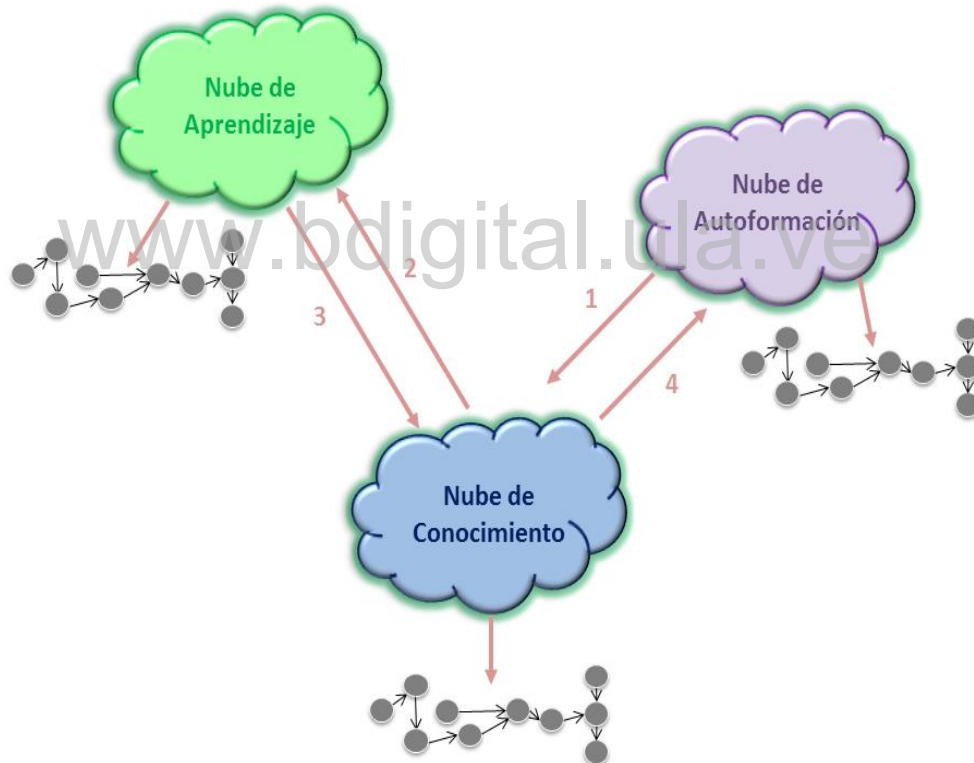 Nube de
Aprendizaje
Nube de
Autoformación
www.bdigital.ula.ve
2
1
3
4
Nube de
Conocimiento